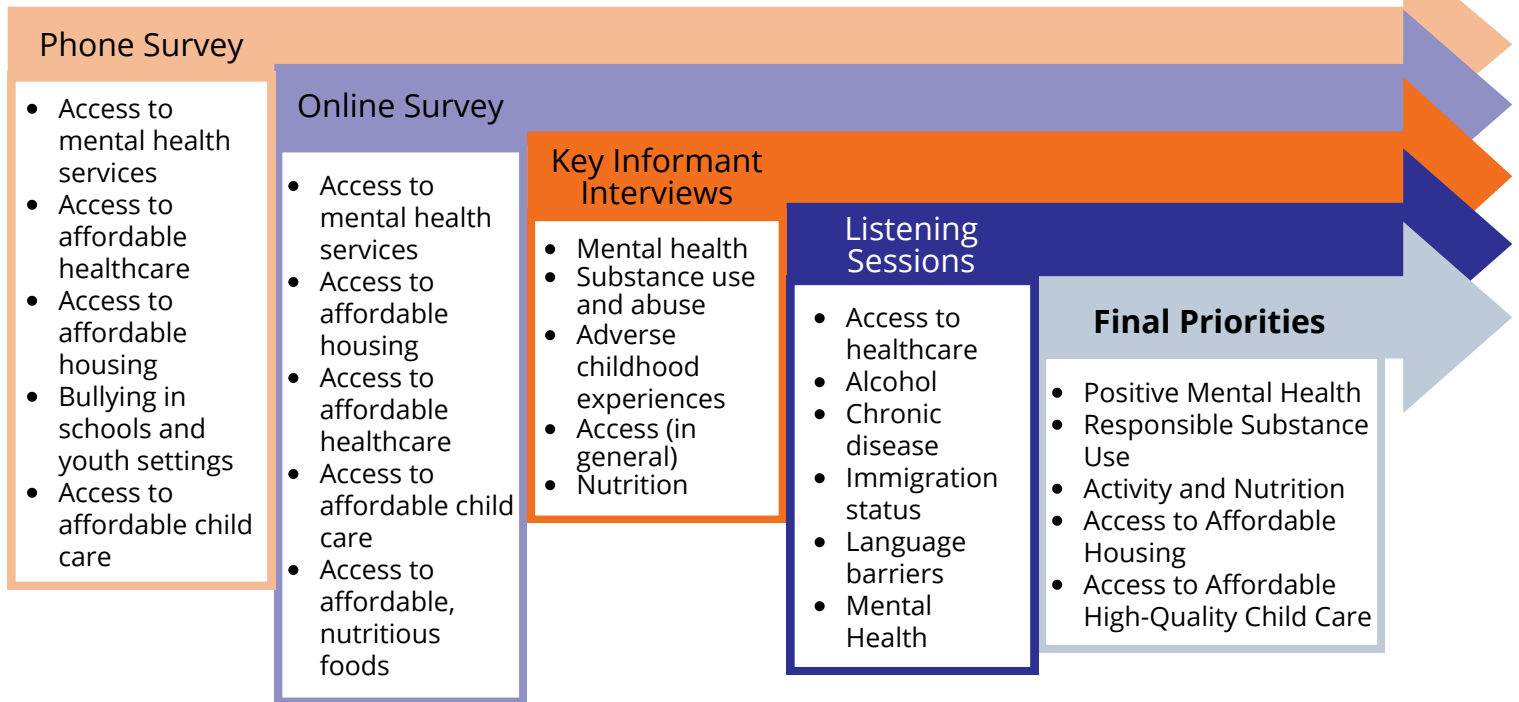 Phone Survey
Access to
mental health
services
Access to
affordable
healthcare
Access to
affordable
housing
Bullying in
schools and
youth settings
Access to
affordable child
care
Online Survey
Access to
mental health
services
Access to
affordable
housing
Access to
affordable
healthcare
Access to
affordable child
care
Access to
affordable,
nutritious
foods
Key Informant
Interviews
Mental health
Substance use
and abuse
Adverse
childhood
experiences
Access (in
general)
Nutrition
Listening
Sessions
Access to
healthcare
Alcohol
Chronic
disease
Immigration
status
Language
barriers
Mental
Health
Final Priorities
Positive Mental Health
Responsible Substance
Use
Activity and Nutrition
Access to Affordable
Housing
Access to Affordable
High-Quality Child Care